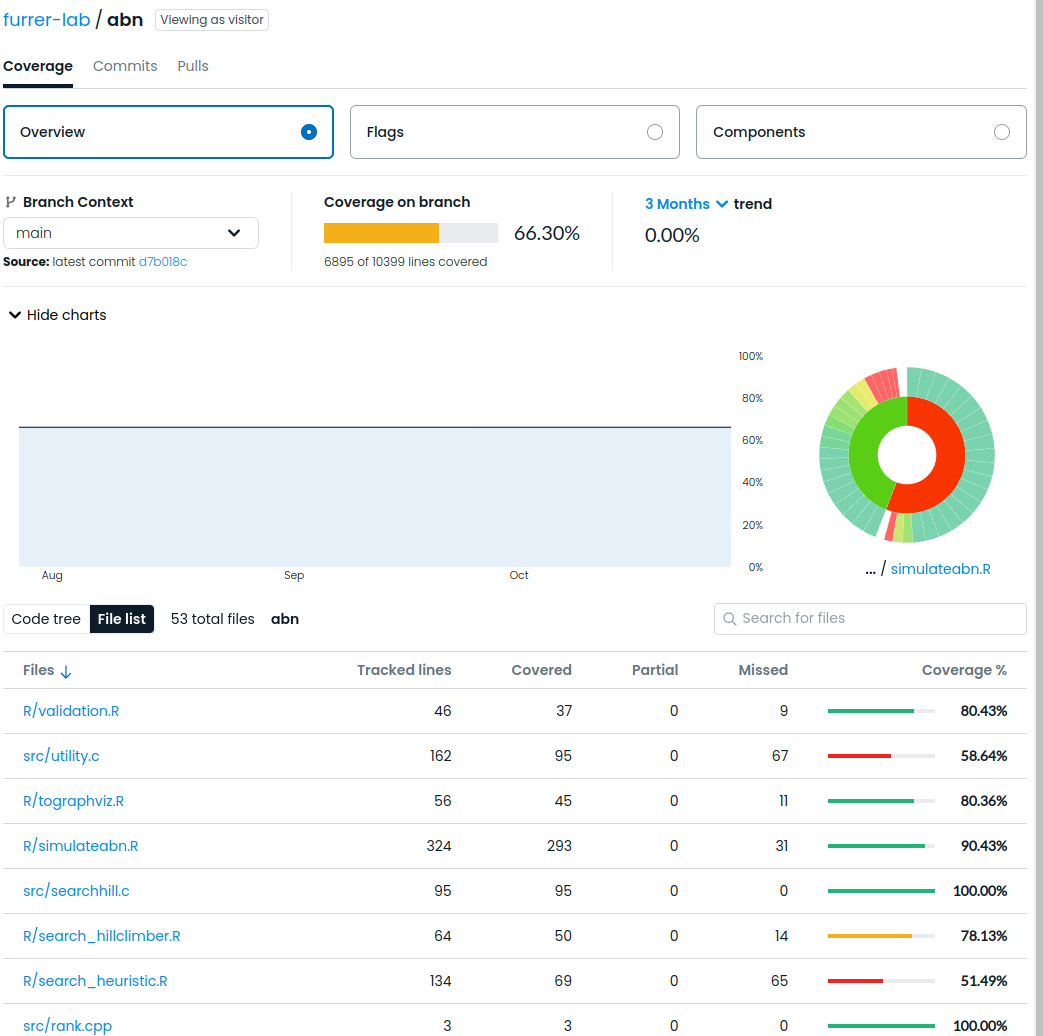 furrer-lab / abn Viewing as visitor
Coverage Commits Pulls
Overview Flags Components
Branch Context
main
Source: latest commit d7b018c
Coverage on branch
66.30%
6895 of 10399 lines covered
3 Months trend
0.00%
Hide charts
100%
80%
60%
40%
20%
0%
Aug Sep Oct
... / simulateabn.R
Code tree File list 53 total files abn Search for files
Files Tracked lines Covered Partial Missed Coverage %
R/validation.R 46 37 0 9 80.43%
src/utility.c 162 95 0 67 58.64%
R/tographviz.R 56 45 0 11 80.36%
R/simulateabn.R 324 293 0 31 90.43%
src/searchhill.c 95 95 0 0 100.00%
R/search_hillclimber.R 64 50 0 14 78.13%
R/search_heuristic.R 134 69 0 65 51.49%
src/rank.cpp 3 3 0 0 100.00%